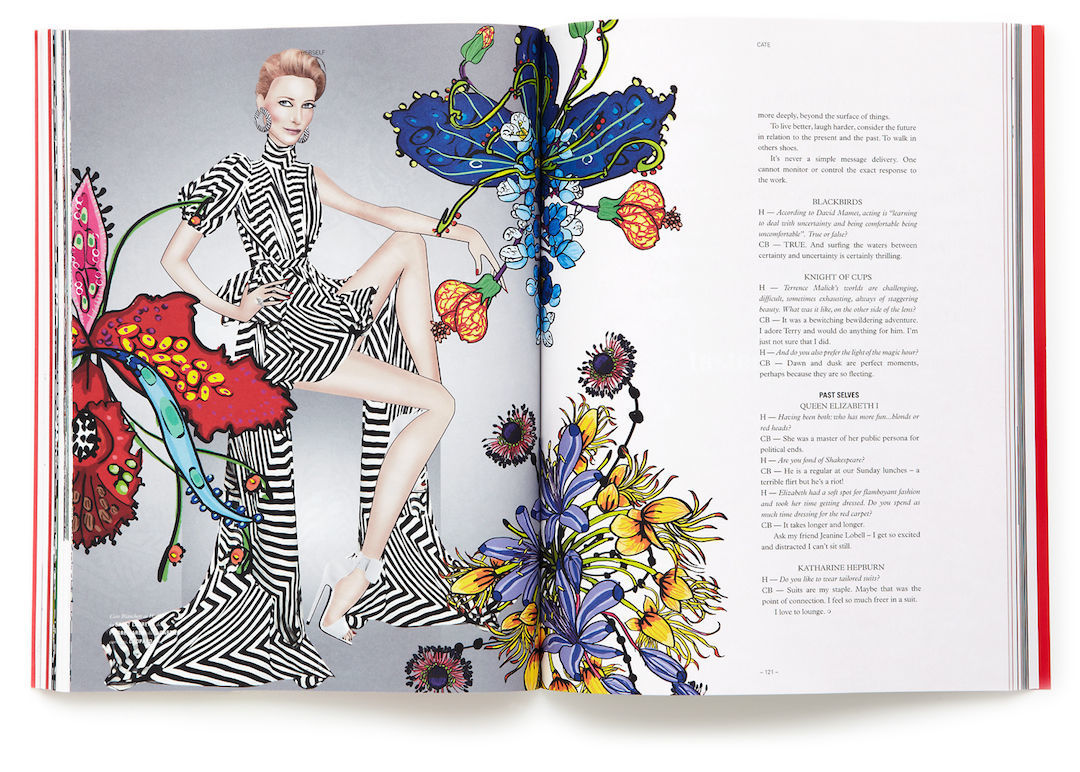 HERSELF
CATE
more deeply, beyond the surface of things.
To live better, laugh harder, consider the future
in relation to the present and the past. To walk in
others shoes.
It's never a simple message delivery. One
cannot monitor or control the exact response to
the work.
BLACKBIRDS
H — According to David Mamet, acting is “learning
to deal with uncertainty and being comfortable being
uncomfortable”. True or false?
CB — TRUE. And surfing the waters between
certainty and uncertainty is certainly thrilling.
KNIGHT OF CUPS
H — Terrence Malick's worlds are challenging,
difficult, sometimes exhausting, always of staggering
beauty. What was it like, on the other side of the lens?
CB — It was a bewitching bewildering adventure.
I adore Terry and would do anything for him. I'm
just not sure that I did.
H — And do you also prefer the light of the magic hour?
CB — Dawn and dusk are perfect moments,
perhaps because they are so fleeting.
PAST SELVES
QUEEN ELIZABETH I
H — Having been both: who has more fun...blonds or
red heads?
CB — She was a master of her public persona for
political ends.
H — Are you fond of Shakespeare?
CB — He is a regular at our Sunday lunches – a
terrible flirt but he's a riot!
H — Elizabeth had a soft spot for flamboyant fashion
and took her time getting dressed. Do you spend as
much time dressing for the red carpet?
CB — It takes longer and longer.
Ask my friend Jeanine Lobell – I get so excited
and distracted I can't sit still.
KATHARINE HEPBURN
H — Do you like to wear tailored suits?
CB — Suits are my staple. Maybe that was the
point of connection. I feel so much freer in a suit.
I love to lounge.
– 121 –